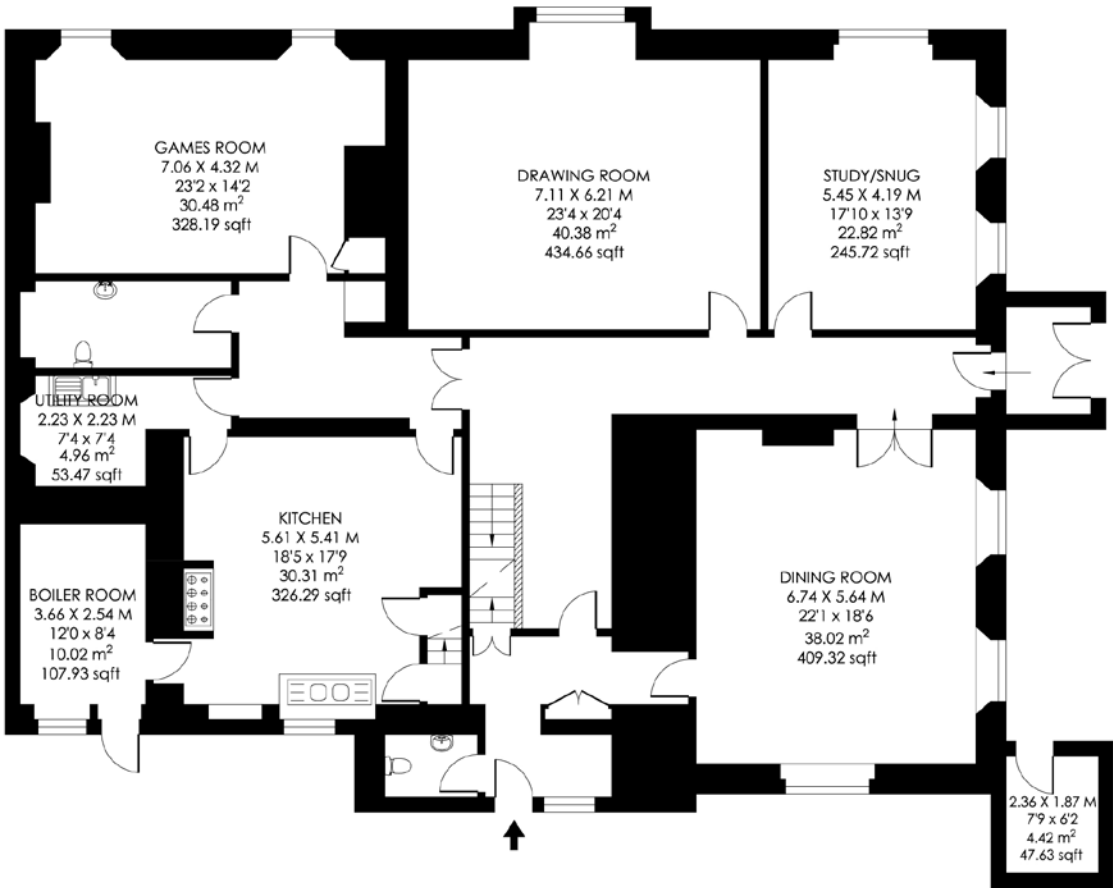 GAMES ROOM
7.06 X 4.32 M
23'2 x 14'2
30.48 m²
328.19 sqft
DRAWING ROOM
7.11 X 6.21 M
23'4 x 20'4
40.38 m²
434.66 sqft
STUDY/SNUG
5.45 X 4.19 M
17'10 x 13'9
22.82 m²
245.72 sqft
UTILITY ROOM
2.23 X 2.23 M
7'4 x 7'4
4.96 m²
53.47 sqft
KITCHEN
5.61 X 5.41 M
18'5 x 17'9
30.31 m²
326.29 sqft
BOILER ROOM
3.66 X 2.54 M
12'0 x 8'4
10.02 m²
107.93 sqft
DINING ROOM
6.74 X 5.64 M
22'1 x 18'6
38.02 m²
409.32 sqft
2.36 X 1.87 M
7'9 x 6'2
4.42 m²
47.63 sqft